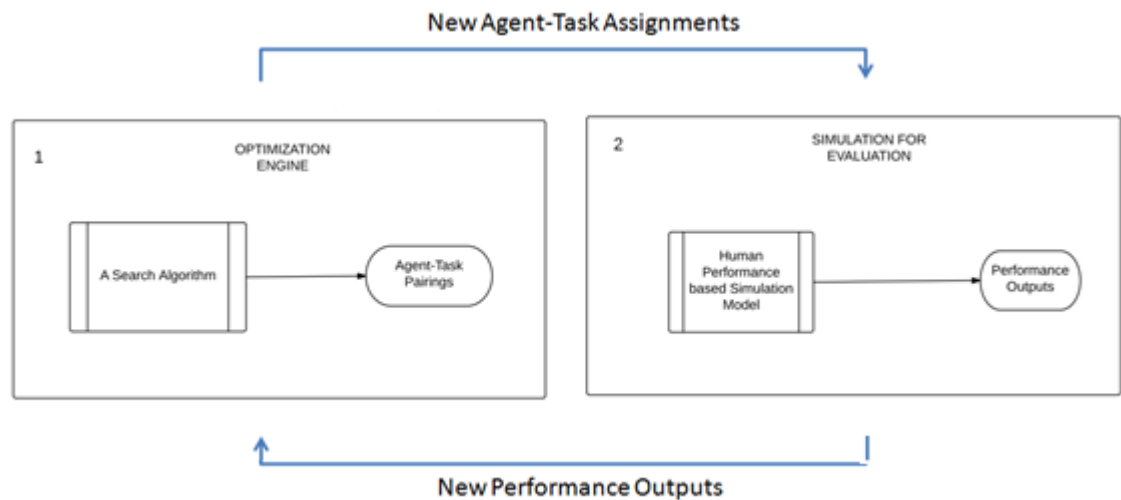 New Agent-Task Assignments
1
OPTIMIZATION
ENGINE
A Search Algorithm
Agent-Task
Pairings
2
SIMULATION FOR
EVALUATION
Human
Performance
based Simulation
Model
Performance
Outputs
New Performance Outputs